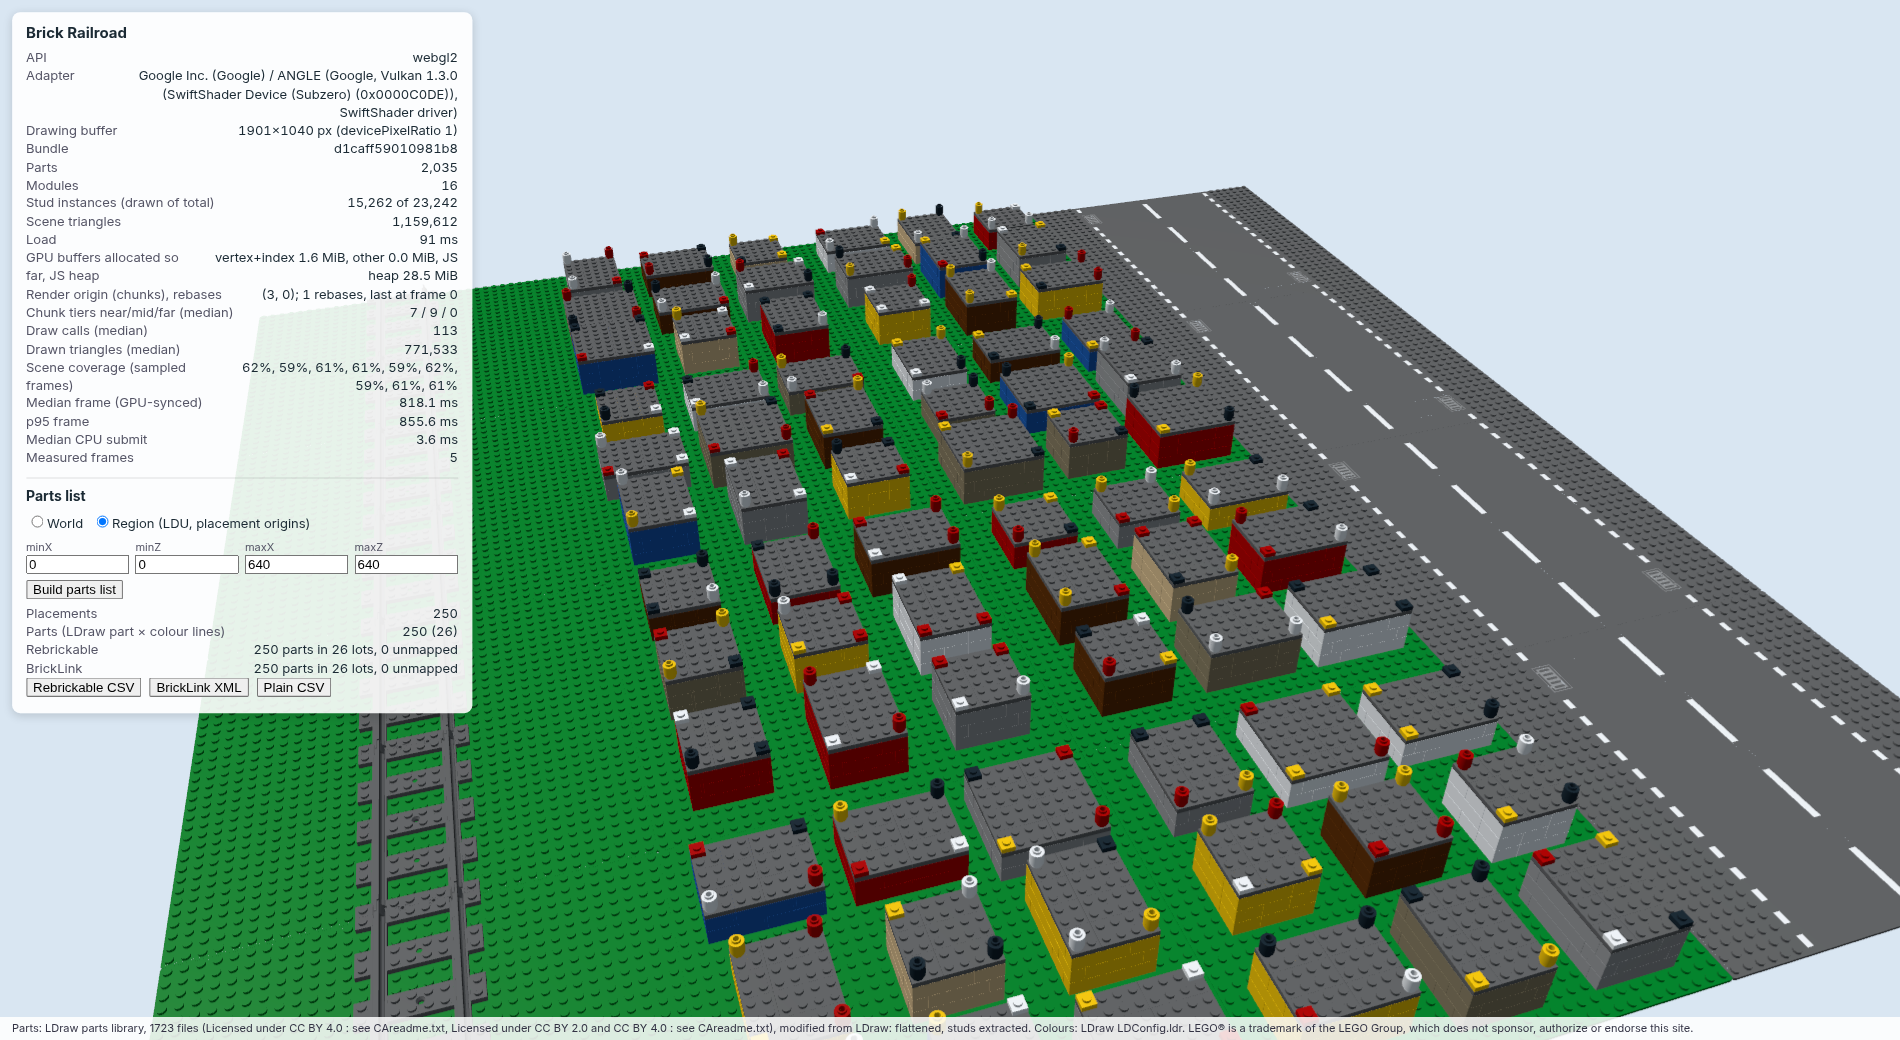 Brick Railroad
API webgl2
Adapter Google Inc. (Google) / ANGLE (Google, Vulkan 1.3.0
(SwiftShader Device (Subzero) (0x0000C0DE)),
SwiftShader driver)
Drawing buffer 1901×1040 px (devicePixelRatio 1)
Bundle d1caff59010981b8
Parts 2,035
Modules 16
Stud instances (drawn of total) 15,262 of 23,242
Scene triangles 1,159,612
Load 91 ms
GPU buffers allocated so vertex+index 1.6 MiB, other 0.0 MiB, JS
far, JS heap heap 28.5 MiB
Render origin (chunks), rebases (3, 0); 1 rebases, last at frame 0
Chunk tiers near/mid/far (median) 7 / 9 / 0
Draw calls (median) 113
Drawn triangles (median) 771,533
Scene coverage (sampled 62%, 59%, 61%, 61%, 59%, 62%,
frames) 59%, 61%, 61%
Median frame (GPU-synced) 818.1 ms
p95 frame 855.6 ms
Median CPU submit 3.6 ms
Measured frames 5
Parts list
World Region (LDU, placement origins)
minX minZ maxX maxZ
0 0 640 640
Build parts list
Placements 250
Parts (LDraw part × colour lines) 250 (26)
Rebrickable 250 parts in 26 lots, 0 unmapped
BrickLink 250 parts in 26 lots, 0 unmapped
Rebrickable CSV BrickLink XML Plain CSV
Parts: LDraw parts library, 1723 files (Licensed under CC BY 4.0 : see CAreadme.txt, Licensed under CC BY 2.0 and CC BY 4.0 : see CAreadme.txt), modified from LDraw: flattened, studs extracted. Colours: LDraw LDConfig.ldr. LEGO® is a trademark of the LEGO Group, which does not sponsor, authorize or endorse this site.